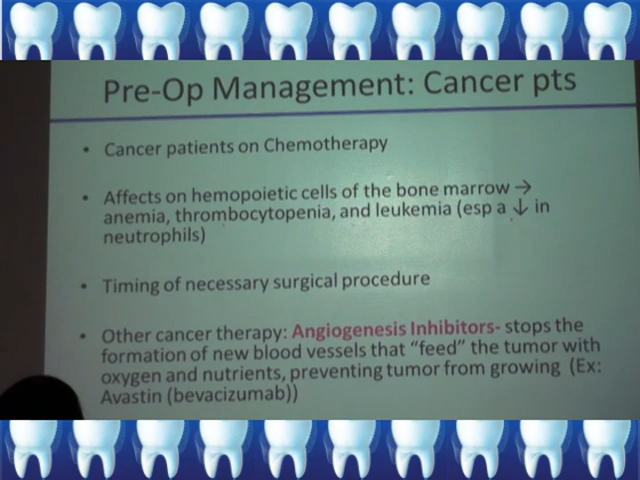 Pre-Op Management: Cancer pts
• Cancer patients on Chemotherapy
• Affects on hemopoietic cells of the bone marrow →
anemia, thrombocytopenia, and leukemia (esp a ↓ in
neutrophils)
• Timing of necessary surgical procedure
• Other cancer therapy: Angiogenesis Inhibitors- stops the
formation of new blood vessels that “feed” the tumor with
oxygen and nutrients, preventing tumor from growing (Ex:
Avastin (bevacizumab))